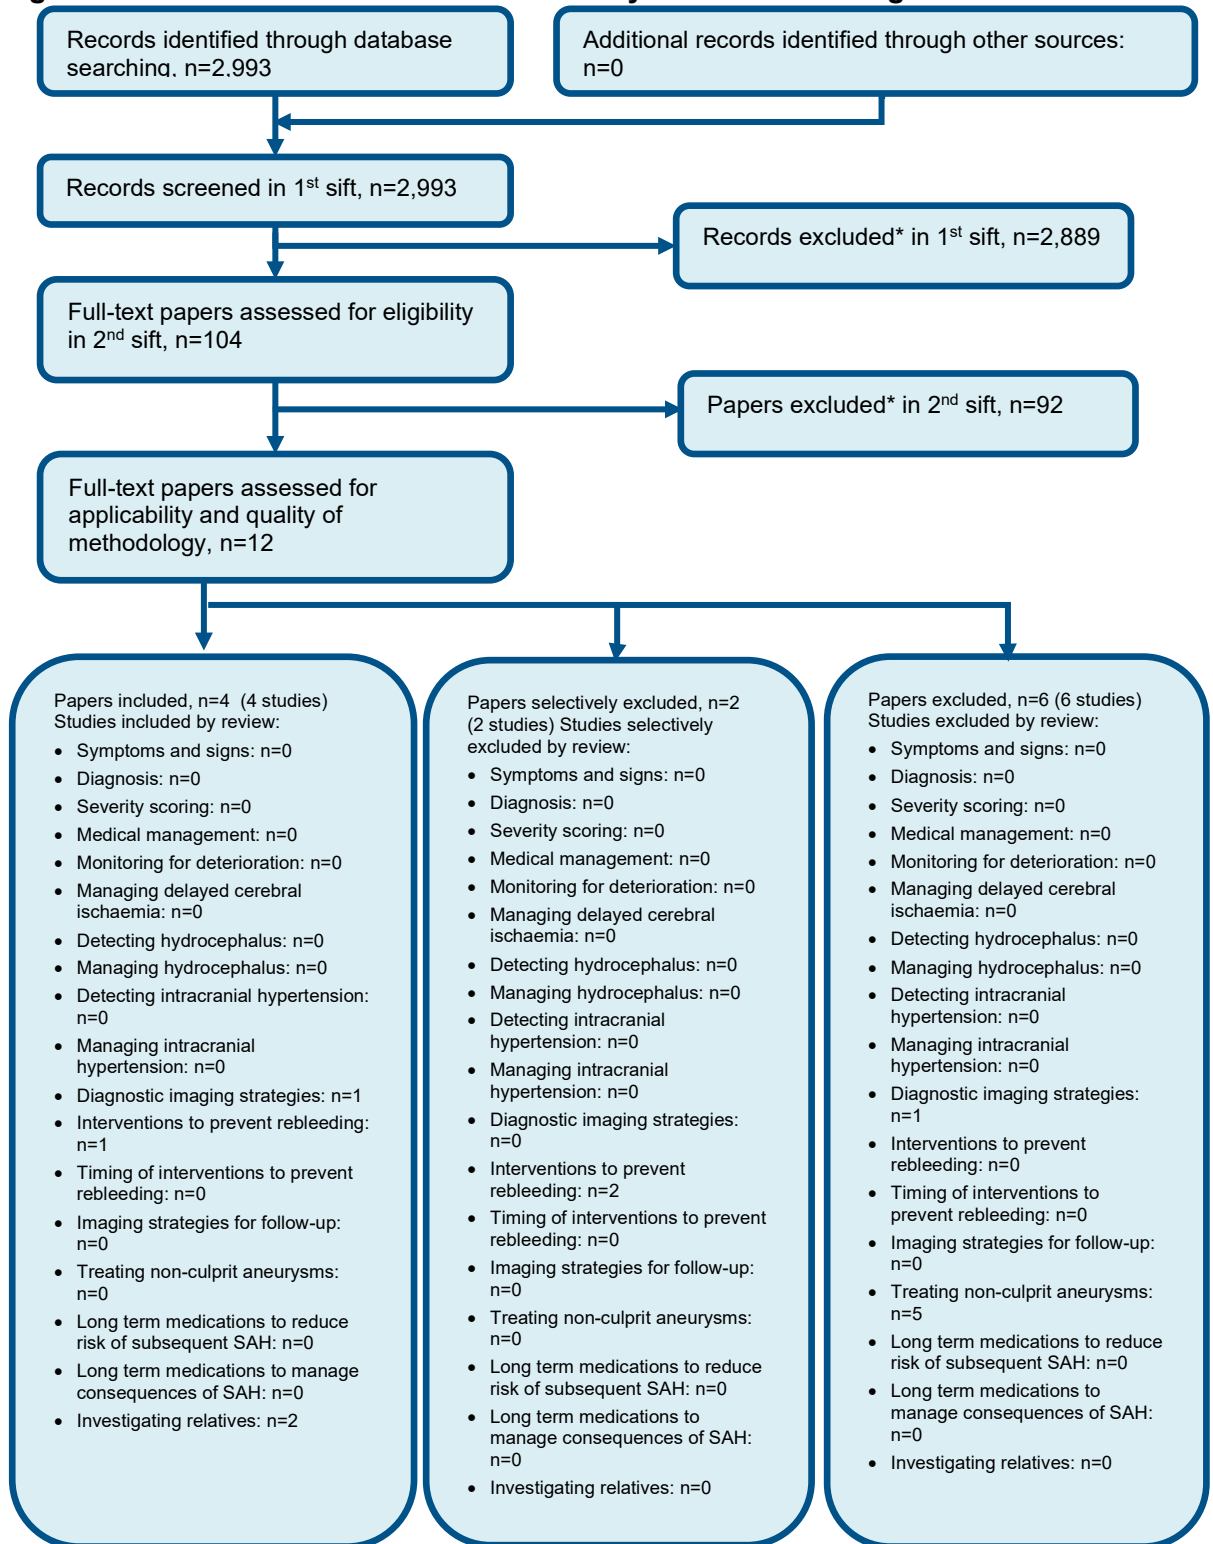 Records identified through database
searching, n=2,993
Additional records identified through other sources:
n=0
Records screened in 1st sift, n=2,993
Records excluded* in 1st sift, n=2,889
Full-text papers assessed for eligibility
in 2nd sift, n=104
Papers excluded* in 2nd sift, n=92
Full-text papers assessed for
applicability and quality of
methodology, n=12
Papers included, n=4 (4 studies)
Studies included by review:
• Symptoms and signs: n=0
• Diagnosis: n=0
• Severity scoring: n=0
• Medical management: n=0
• Monitoring for deterioration: n=0
• Managing delayed cerebral
ischaemia: n=0
• Detecting hydrocephalus: n=0
• Managing hydrocephalus: n=0
• Detecting intracranial hypertension:
n=0
• Managing intracranial
hypertension: n=0
• Diagnostic imaging strategies: n=1
• Interventions to prevent rebleeding:
n=1
• Timing of interventions to prevent
rebleeding: n=0
• Imaging strategies for follow-up:
n=0
• Treating non-culprit aneurysms:
n=0
• Long term medications to reduce
risk of subsequent SAH: n=0
• Long term medications to manage
consequences of SAH: n=0
• Investigating relatives: n=2
Papers selectively excluded, n=2
(2 studies) Studies selectively
excluded by review:
• Symptoms and signs: n=0
• Diagnosis: n=0
• Severity scoring: n=0
• Medical management: n=0
• Monitoring for deterioration: n=0
• Managing delayed cerebral
ischaemia: n=0
• Detecting hydrocephalus: n=0
• Managing hydrocephalus: n=0
• Detecting intracranial
hypertension: n=0
• Managing intracranial
hypertension: n=0
• Diagnostic imaging strategies:
n=0
• Interventions to prevent
rebleeding: n=2
• Timing of interventions to prevent
rebleeding: n=0
• Imaging strategies for follow-up:
n=0
• Treating non-culprit aneurysms:
n=0
• Long term medications to reduce
risk of subsequent SAH: n=0
• Long term medications to
manage consequences of SAH:
n=0
• Investigating relatives: n=0
Papers excluded, n=6 (6 studies)
Studies excluded by review:
• Symptoms and signs: n=0
• Diagnosis: n=0
• Severity scoring: n=0
• Medical management: n=0
• Monitoring for deterioration: n=0
• Managing delayed cerebral
ischaemia: n=0
• Detecting hydrocephalus: n=0
• Managing hydrocephalus: n=0
• Detecting intracranial
hypertension: n=0
• Managing intracranial
hypertension: n=0
• Diagnostic imaging strategies:
n=1
• Interventions to prevent
rebleeding: n=0
• Timing of interventions to
prevent rebleeding: n=0
• Imaging strategies for follow-up:
n=0
• Treating non-culprit aneurysms:
n=5
• Long term medications to reduce
risk of subsequent SAH: n=0
• Long term medications to
manage consequences of SAH:
n=0
• Investigating relatives: n=0